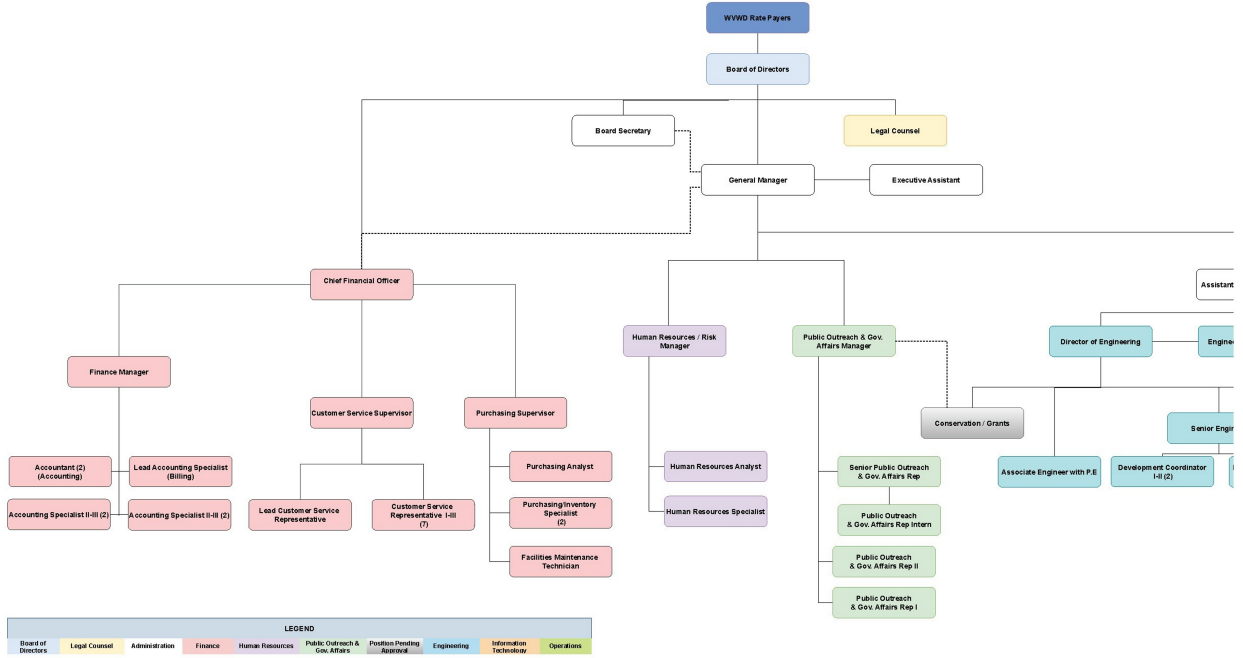 WVWD Rate Payers
Board of Directors
Board Secretary
Legal Counsel
General Manager
Executive Assistant
Chief Financial Officer
Assistant
Human Resources / Risk
Manager
Public Outreach & Gov.
Affairs Manager
Director of Engineering
Finance Manager
Customer Service Supervisor
Purchasing Supervisor
Conservation / Grants
Accountant (2)
(Accounting)
Lead Accounting Specialist
(Billing)
Purchasing Analyst
Human Resources Analyst
Senior Public Outreach
& Gov. Affairs Rep
Associate Engineer with P.E
Development Coordinator
I-II (2)
Accounting Specialist II-III (2)
Accounting Specialist II-III (2)
Lead Customer Service
Representative
Customer Service
Representative I-III
(7)
Purchasing/Inventory
Specialist
(2)
Human Resources Specialist
Public Outreach
& Gov. Affairs Rep Intern
Facilities Maintenance
Technician
Public Outreach
& Gov. Affairs Rep II
Public Outreach
& Gov. Affairs Rep I
LEGEND
Board of
Directors
Legal Counsel
Administration
Finance
Human Resources
Public Outreach &
Gov. Affairs
Position Pending
Approval
Engineering
Information
Technology
Operations